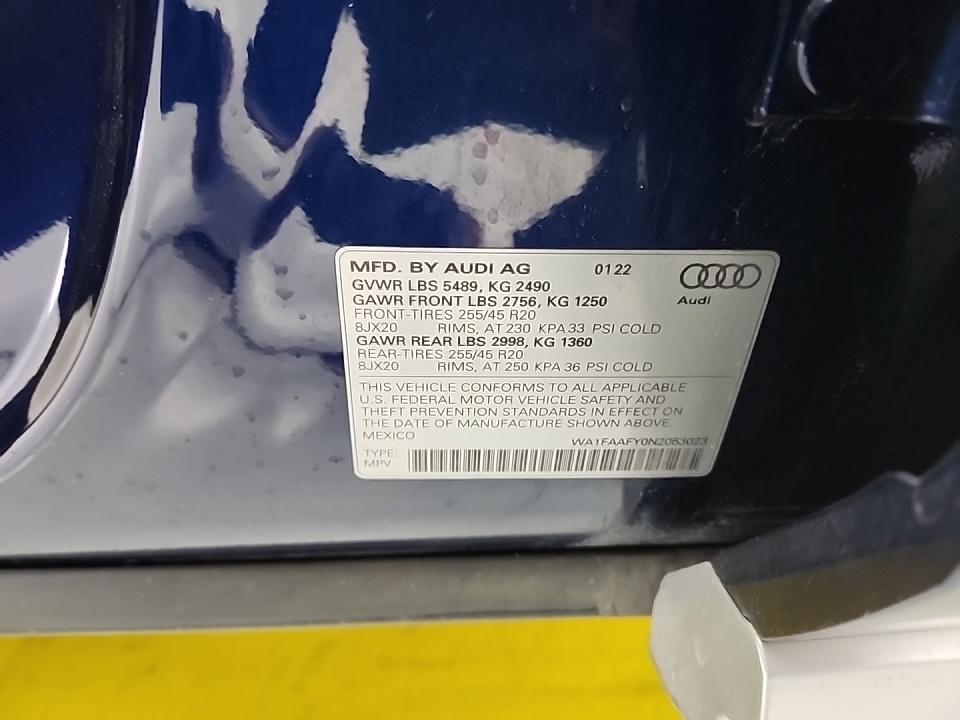 MFD. BY AUDI AG 01 22
GVWR LBS 5489, KG 2490
GAWR FRONT LBS 2756, KG 1250
FRONT-TIRES 255/45 R20
8JX20 RIMS, AT 230 KPA 33 PSI COLD
GAWR REAR LBS 2998, KG 1360
REAR-TIRES 255/45 R20
8JX20 RIMS, AT 250 KPA 36 PSI COLD
Audi
THIS VEHICLE CONFORMS TO ALL APPLICABLE
U.S. FEDERAL MOTOR VEHICLE SAFETY AND
THEFT PREVENTION STANDARDS IN EFFECT ON
THE DATE OF MANUFACTURE SHOWN ABOVE.
MEXICO WA1FAAFY0N2053023
TYPE:
MPV